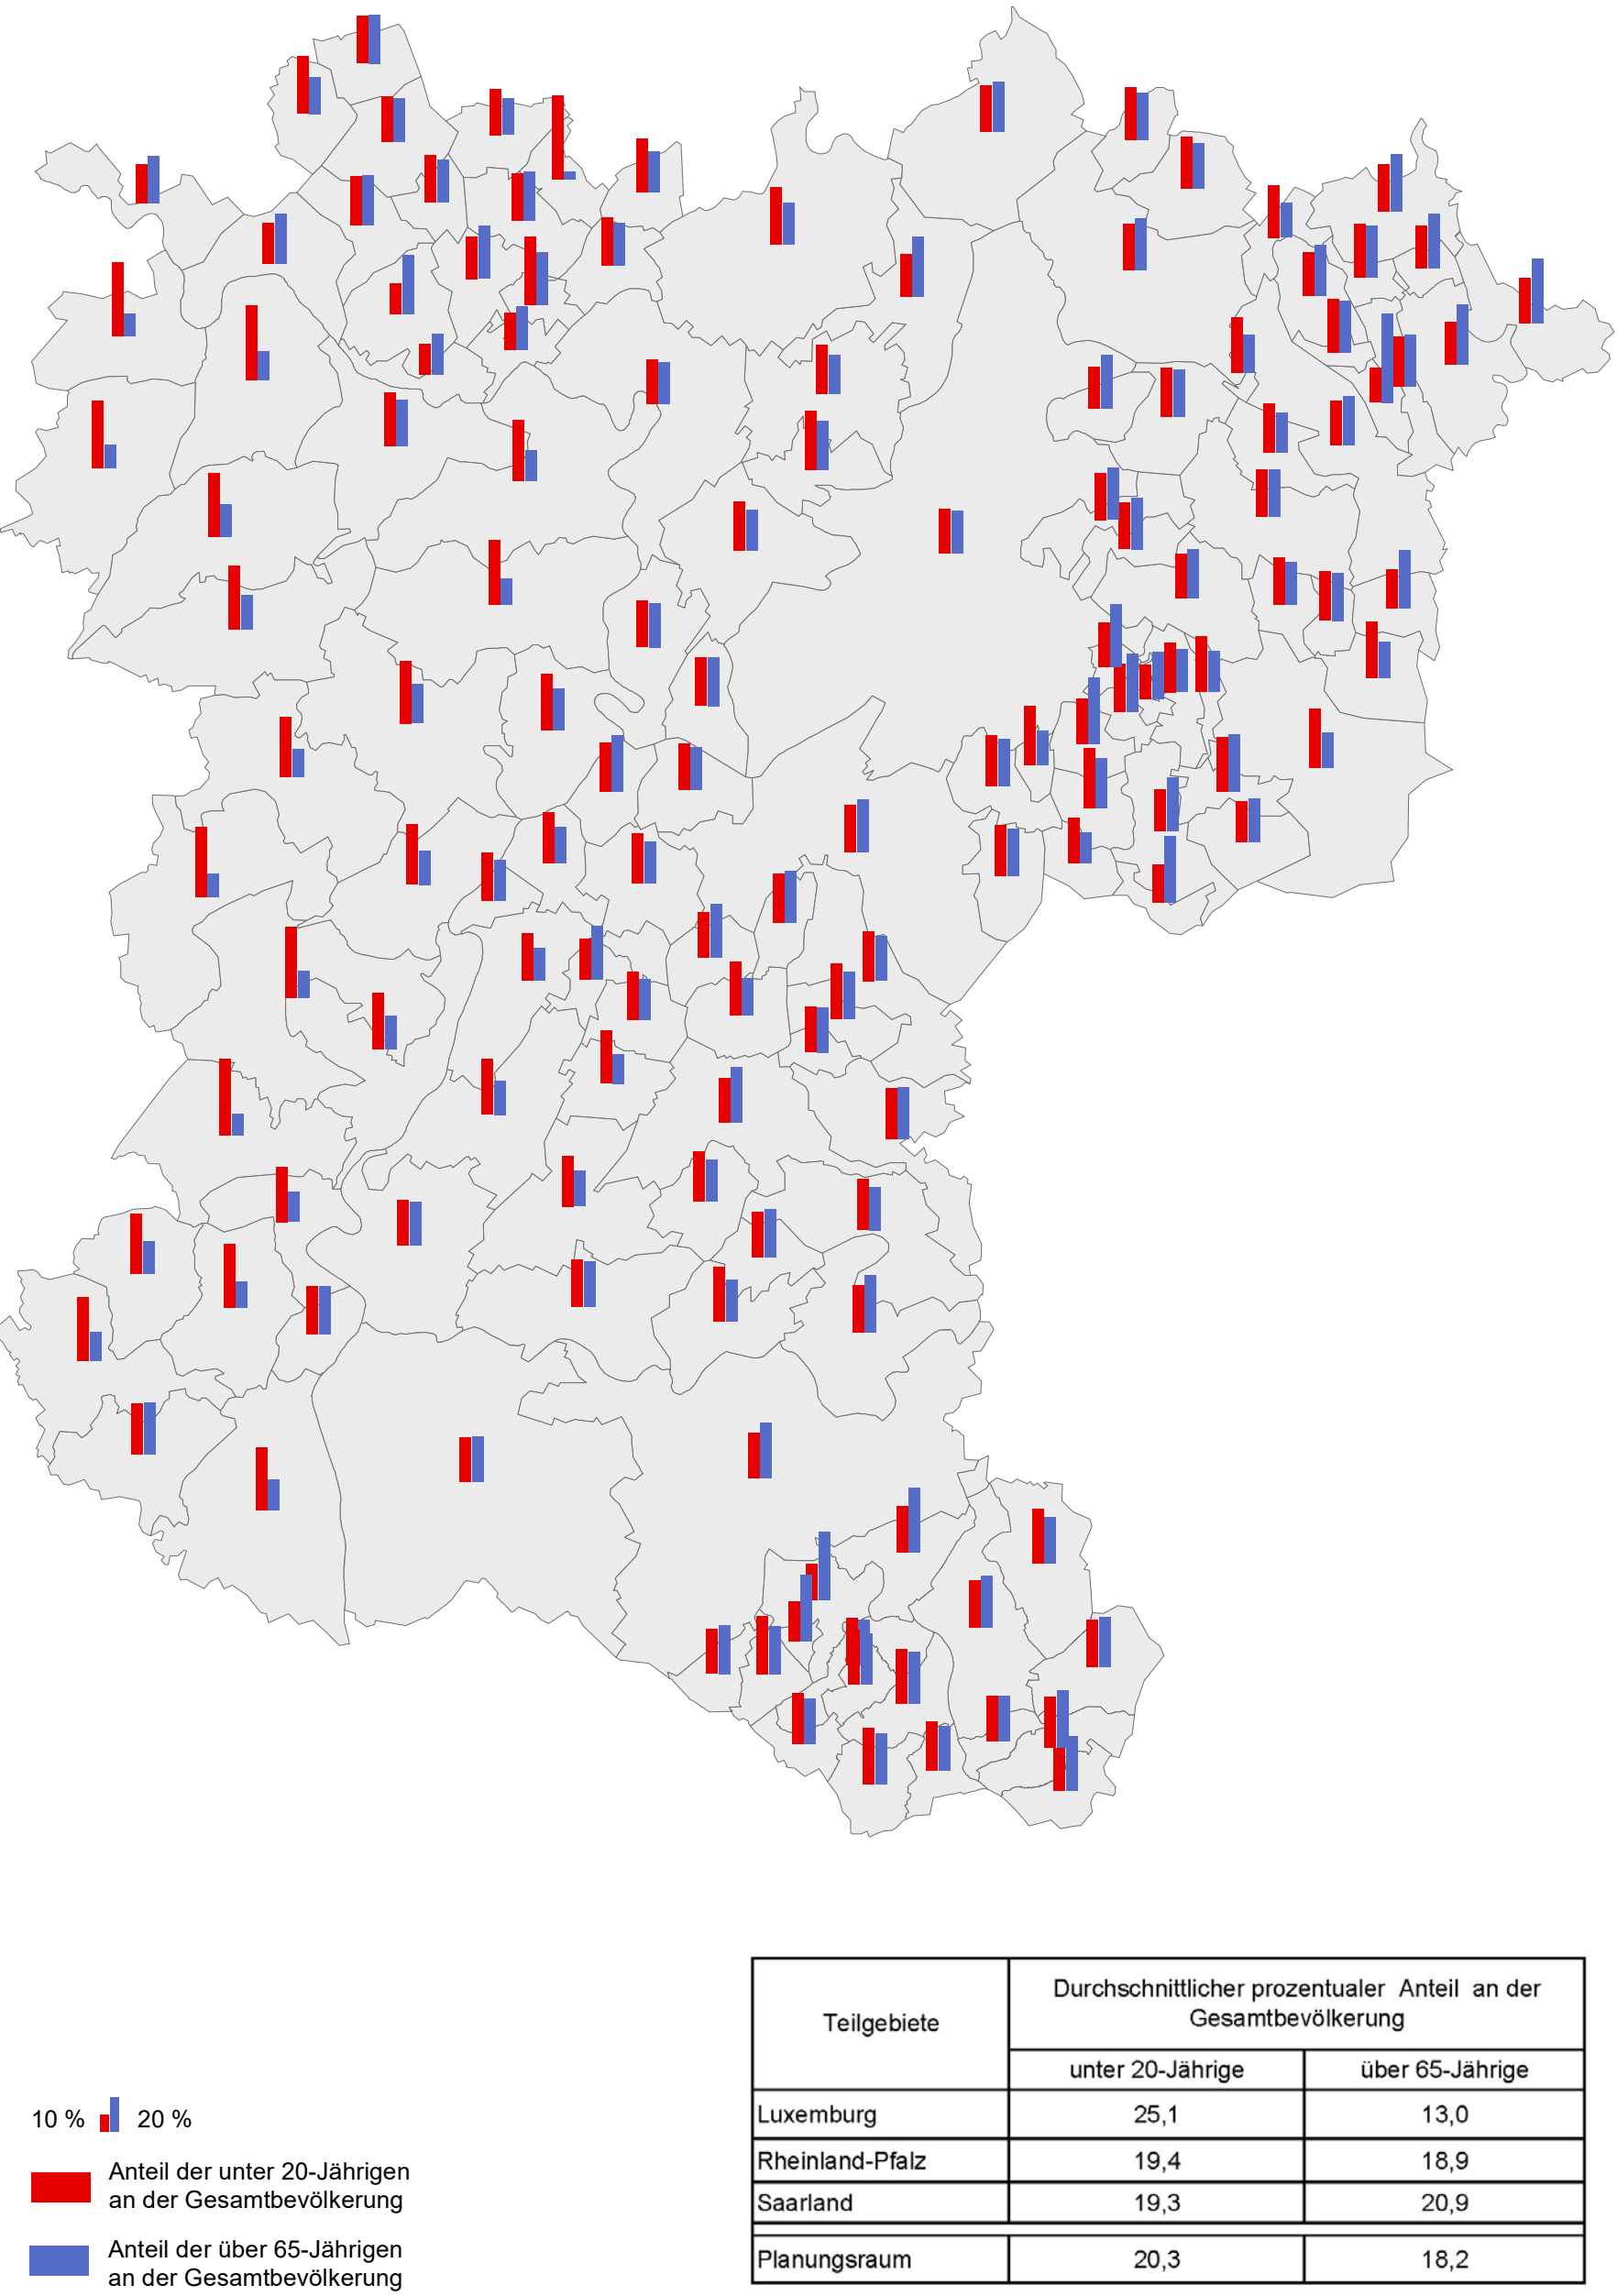 Teilgebiete
Durchschnittlicher prozentualer Anteil an der
Gesamtbevölkerung
unter 20-Jährige über 65-Jährige
Luxemburg 25,1 13,0
Rheinland-Pfalz 19,4 18,9
Saarland 19,3 20,9
Planungsraum 20,3 18,2
10 % 20 %
Anteil der unter 20-Jährigen
an der Gesamtbevölkerung
Anteil der über 65-Jährigen
an der Gesamtbevölkerung